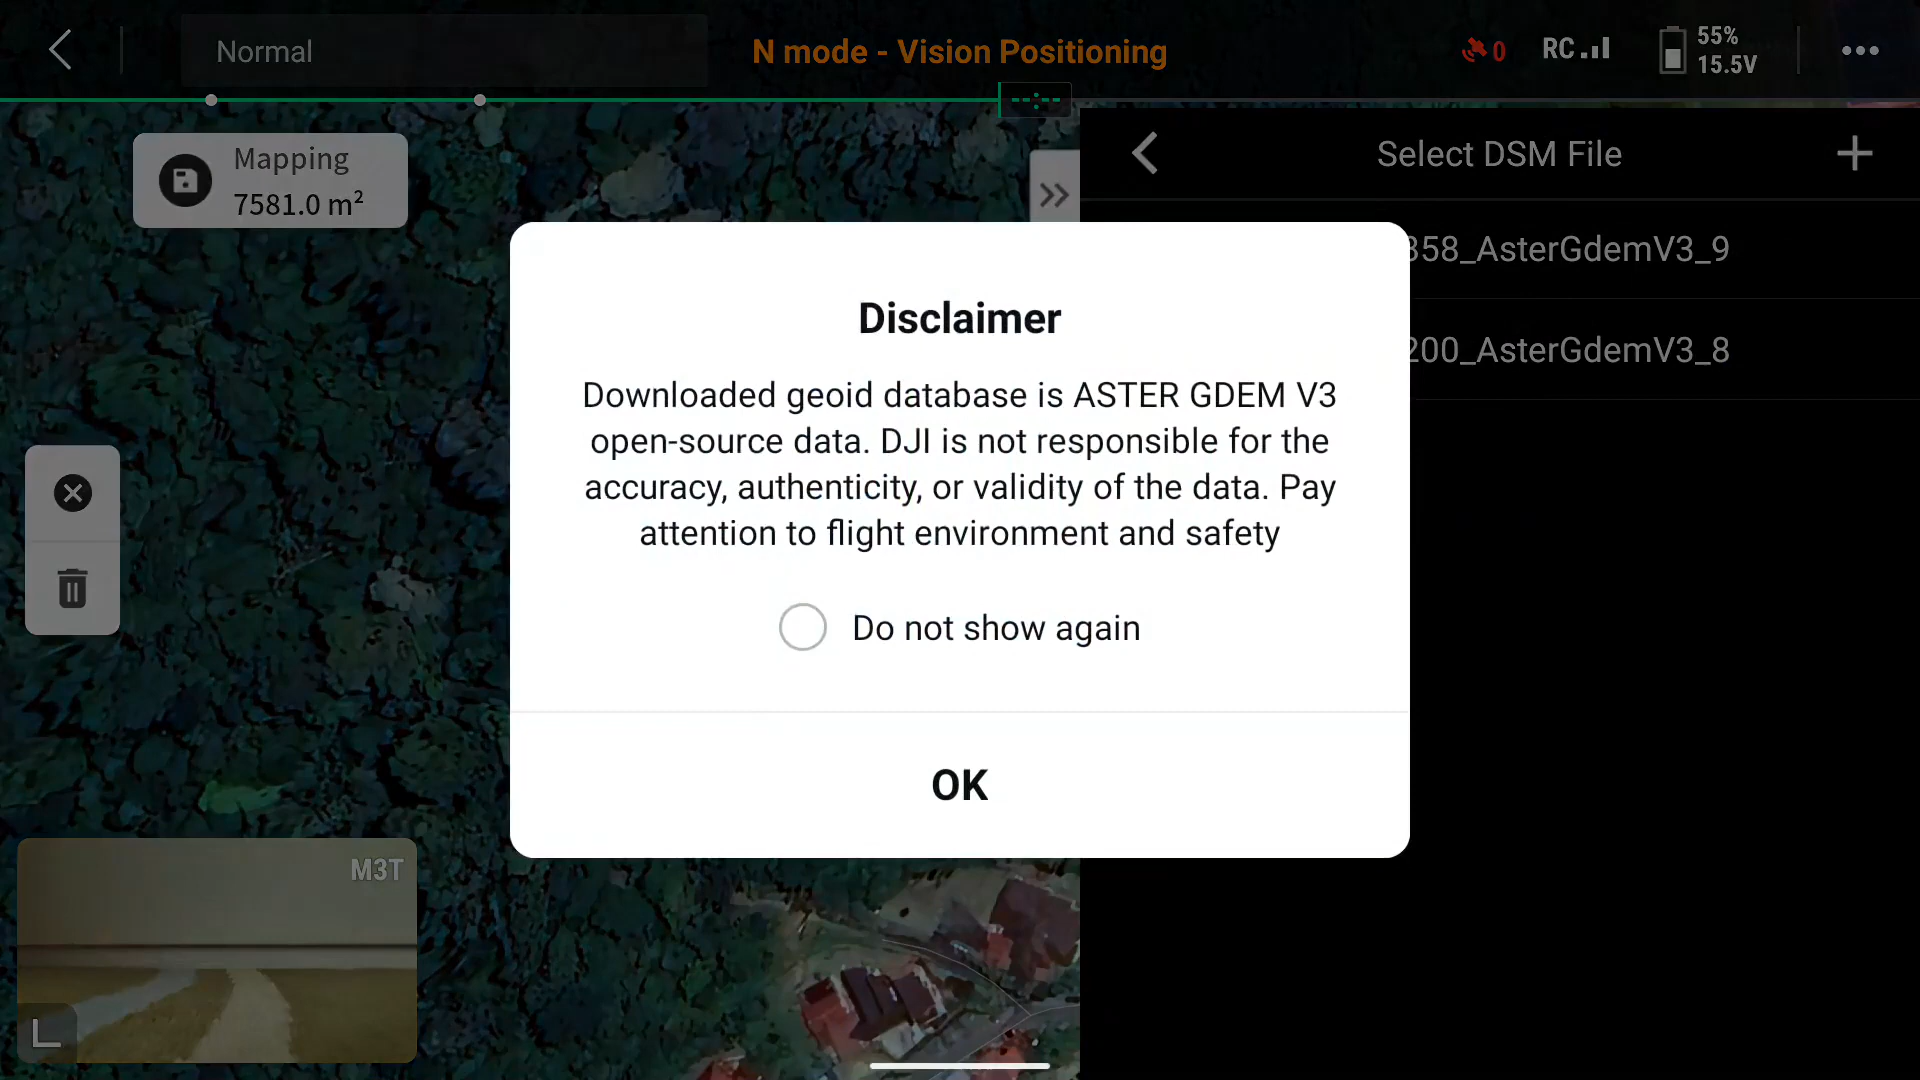 Normal
N mode - Vision Positioning
0
RC
55%
15.5V
Mapping
7581.0 m²
Select DSM File
358_AsterGdemV3_9
200_AsterGdemV3_8
Disclaimer
Downloaded geoid database is ASTER GDEM V3
open-source data. DJI is not responsible for the
accuracy, authenticity, or validity of the data. Pay
attention to flight environment and safety
Do not show again
OK
M3T